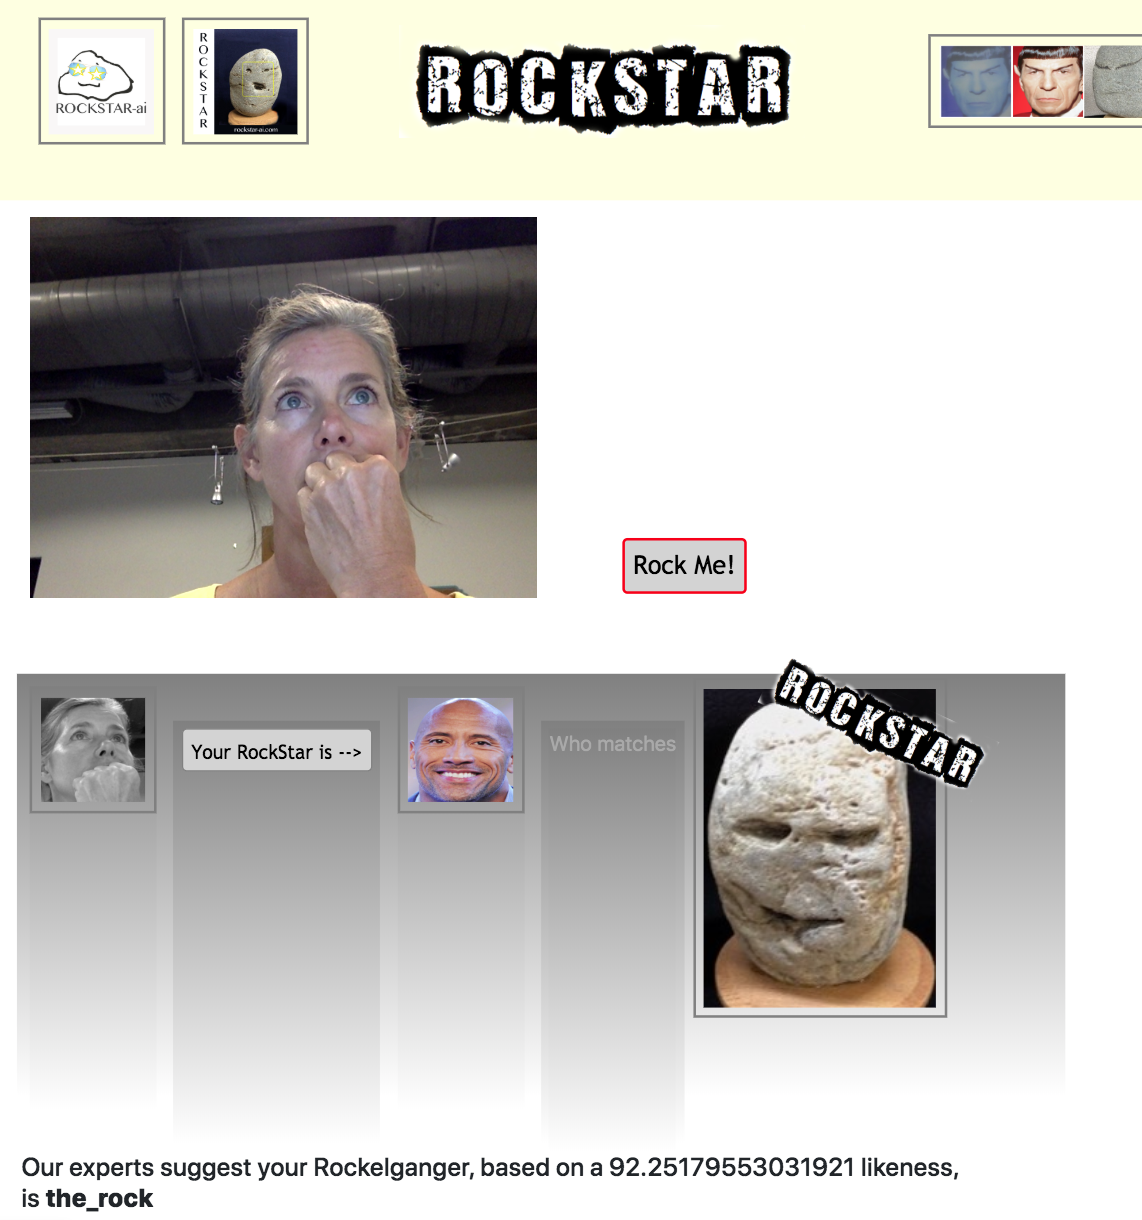 ROCKSTAR-ai
ROCKSTAR
rockstar-ai.com
ROCKSTAR
Rock Me!
Your RockStar is -->
Who matches
ROCKSTAR
Our experts suggest your Rockelganger, based on a 92.25179553031921 likeness,
is the_rock